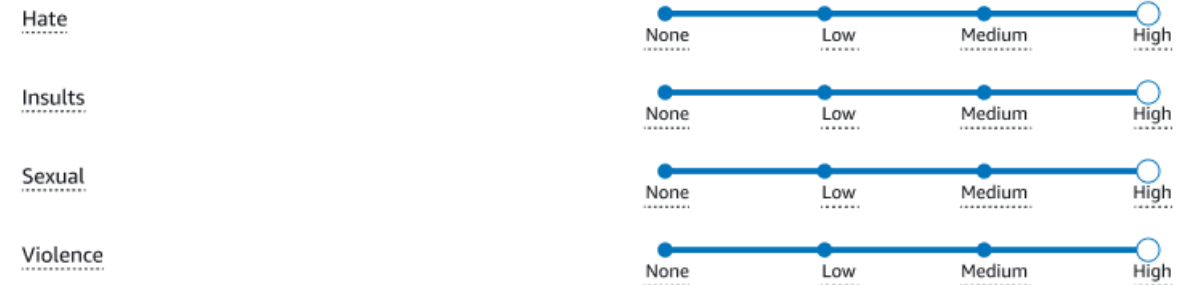 Hate
None Low Medium High
Insults
None Low Medium High
Sexual
None Low Medium High
Violence
None Low Medium High